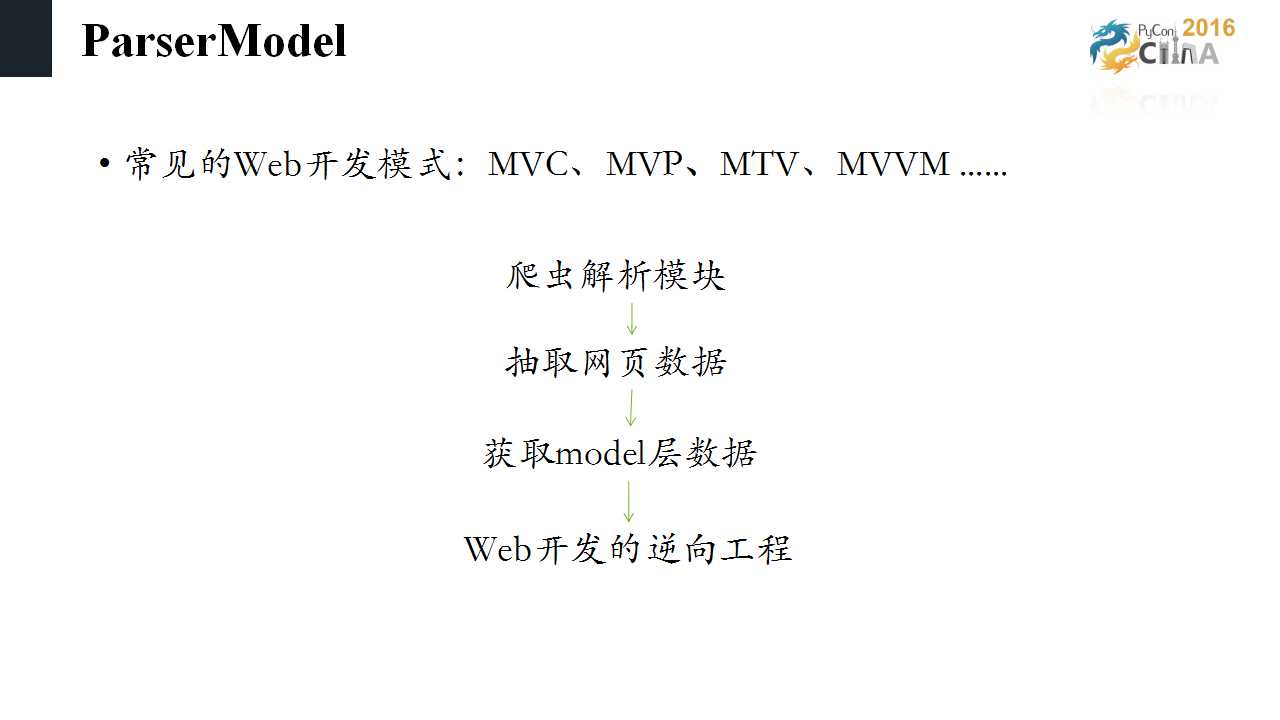 ParserModel
PyCon 2016
CHINA
• 常见的Web开发模式：MVC、MVP、MTV、MVVM ......
爬虫解析模块
抽取网页数据
获取model层数据
Web开发的逆向工程